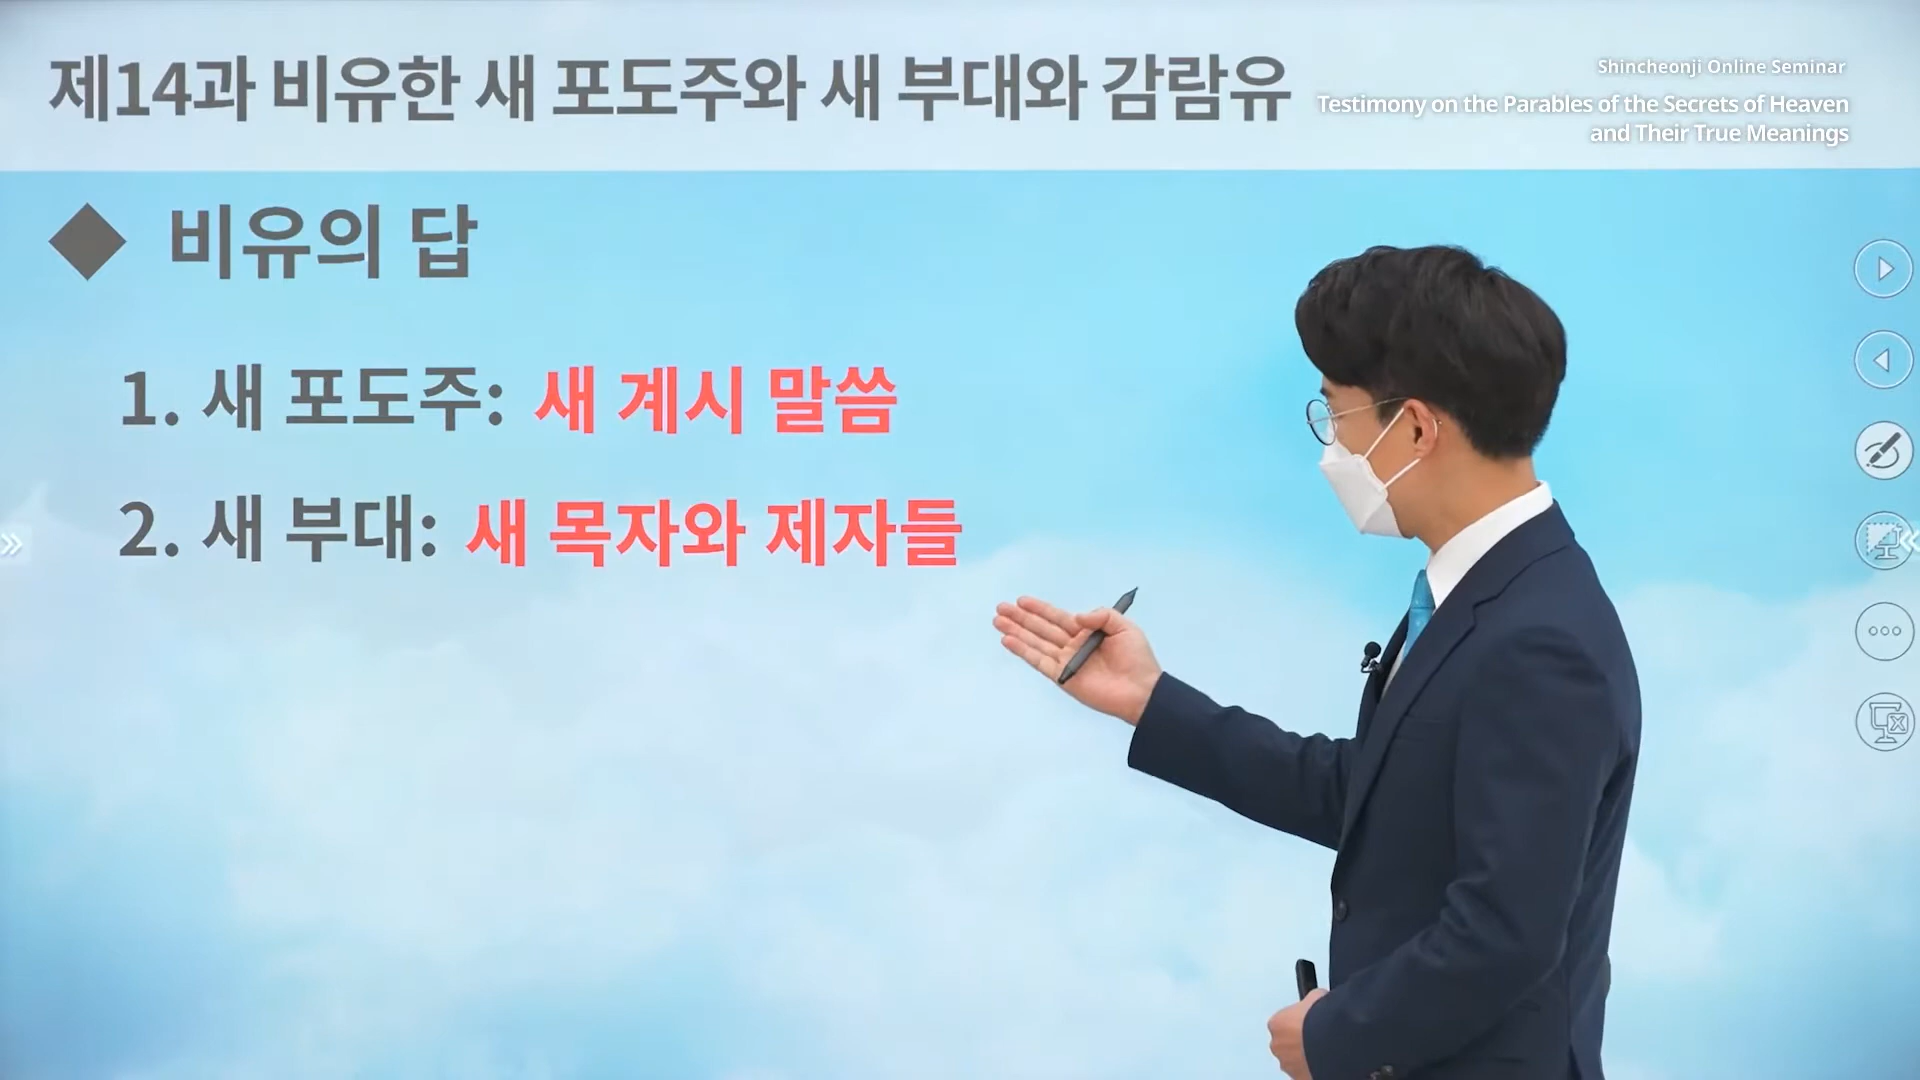 제14과 비유한 새 포도주와 새 부대와 감람유
Shincheonji Online Seminar
Testimony on the Parables of the Secrets of Heaven
and Their True Meanings
◆ 비유의 답
1. 새 포도주: 새 계시 말씀
2. 새 부대: 새 목자와 제자들